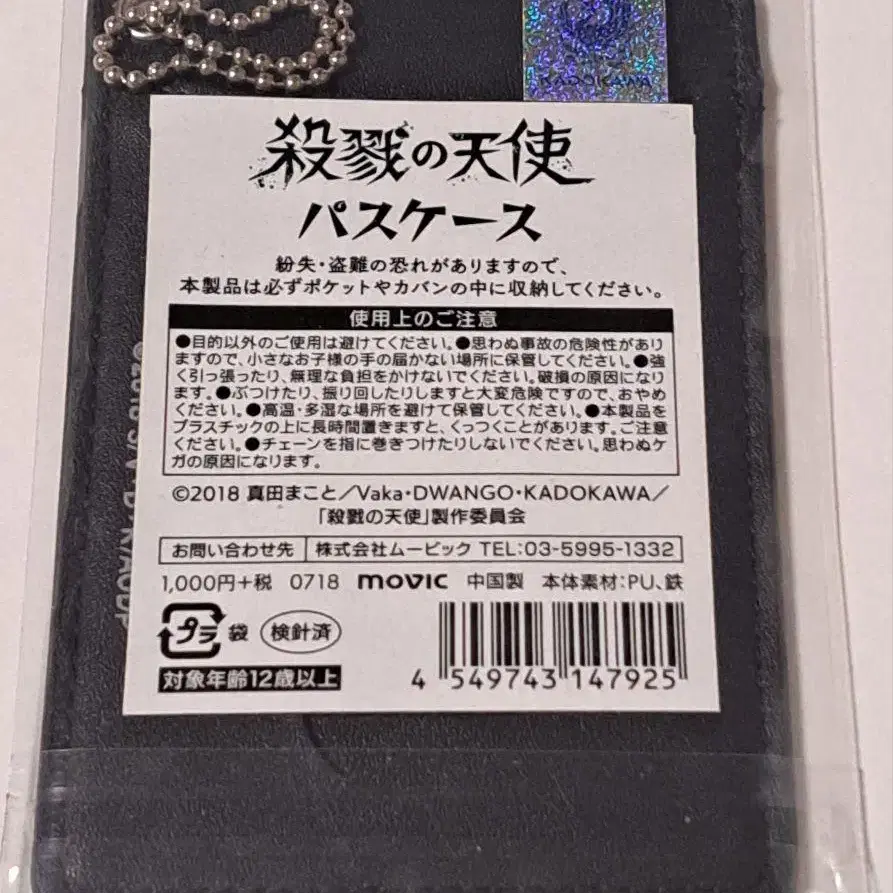 KADOKAWA
殺戮の天使
パスケース
紛失・盗難の恐れがありますので、
本製品は必ずポケットやカバンの中に収納してください。
使用上のご注意
●目的以外のご使用は避けてください。●思わぬ事故の危険性があり
ますので、小さなお子様の手の届かない場所に保管してください。●強
く引っ張ったり、無理な負担をかけないでください。破損の原因になり
ます。●ぶつけたり、振り回したりしますと大変危険ですので、おやめ
ください。●高温・多湿な場所を避けて保管してください。●本製品を
プラスチックの上に長時間置きますと、くっつくことがあります。ご注意
ください。●チェーンを指に巻きつけたりしないでください。思わぬケ
ガの原因になります。
©2018 真田まこと／Vaka・DWANGO・KADOKAWA／
「殺戮の天使」製作委員会
お問い合わせ先 株式会社ムービック TEL:03-5995-1332
1,000円+税 0718 movic 中国製 本体素材:PU、鉄
プラ 袋 検針済
対象年齢12歳以上
4 549743 147925